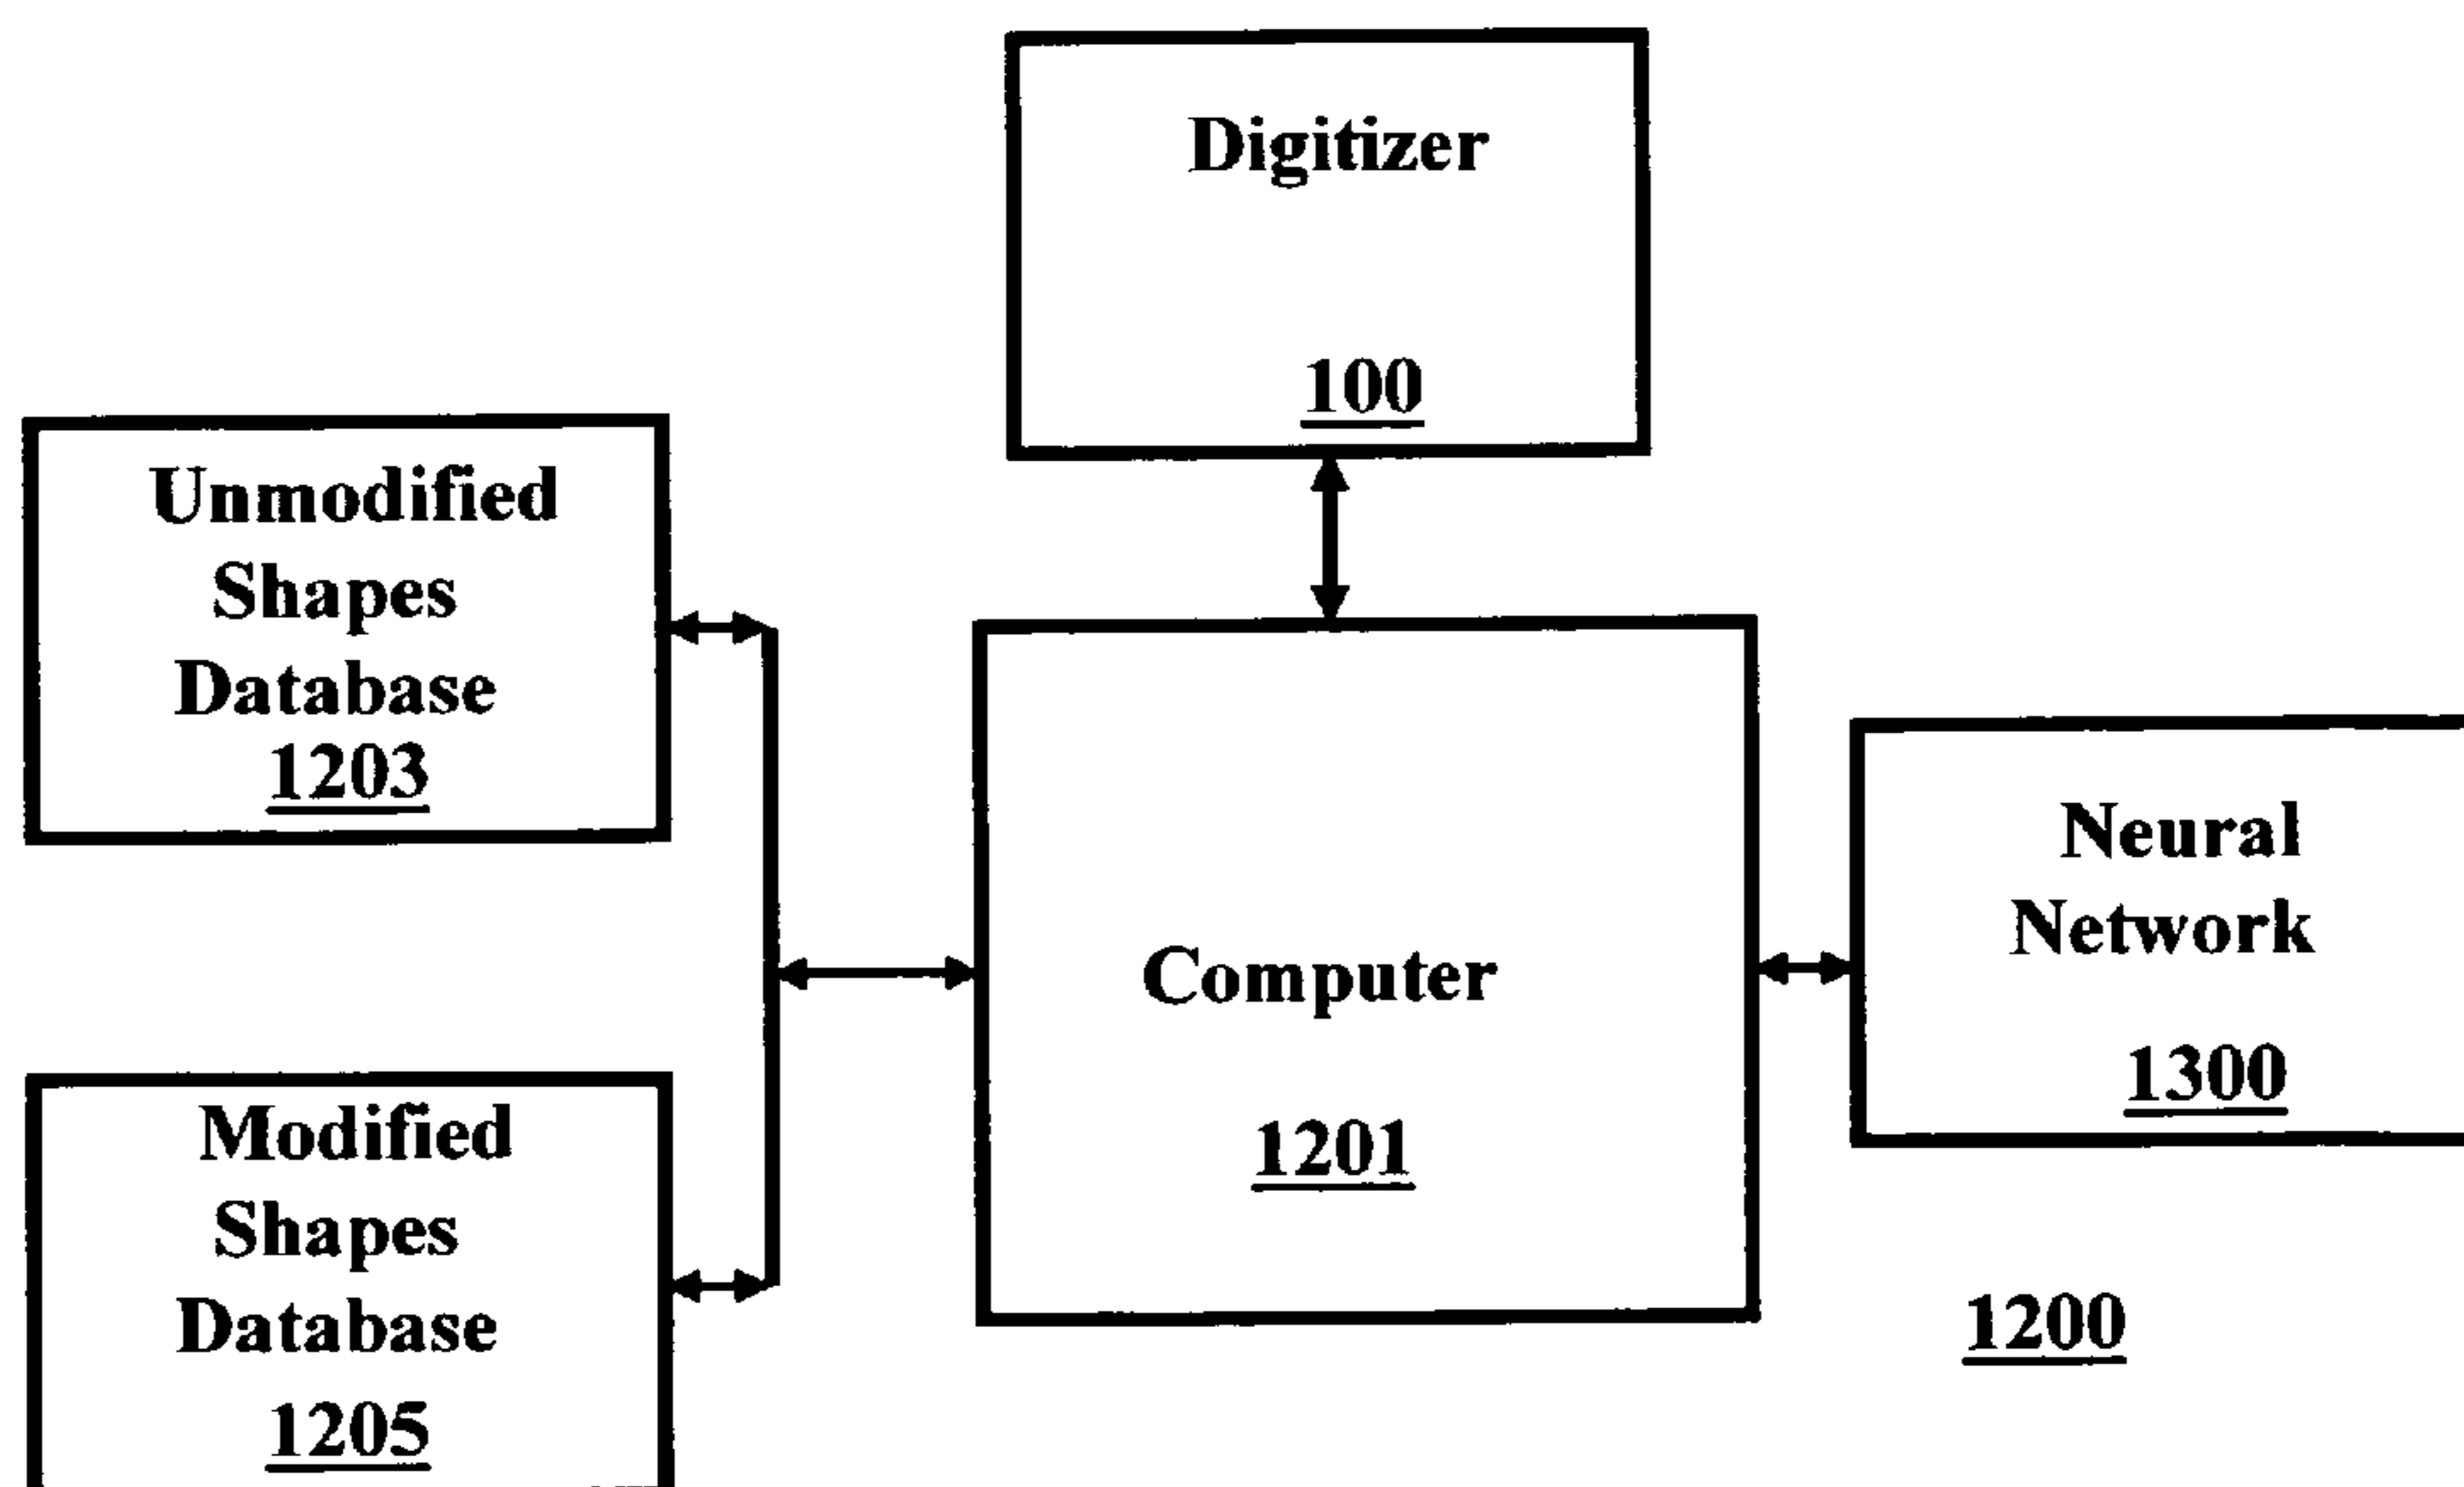 Digitizer
100
Unmodified
Shapes
Database
1203
Computer
1201
Neural
Network
1300
Modified
Shapes
Database
1205
1200